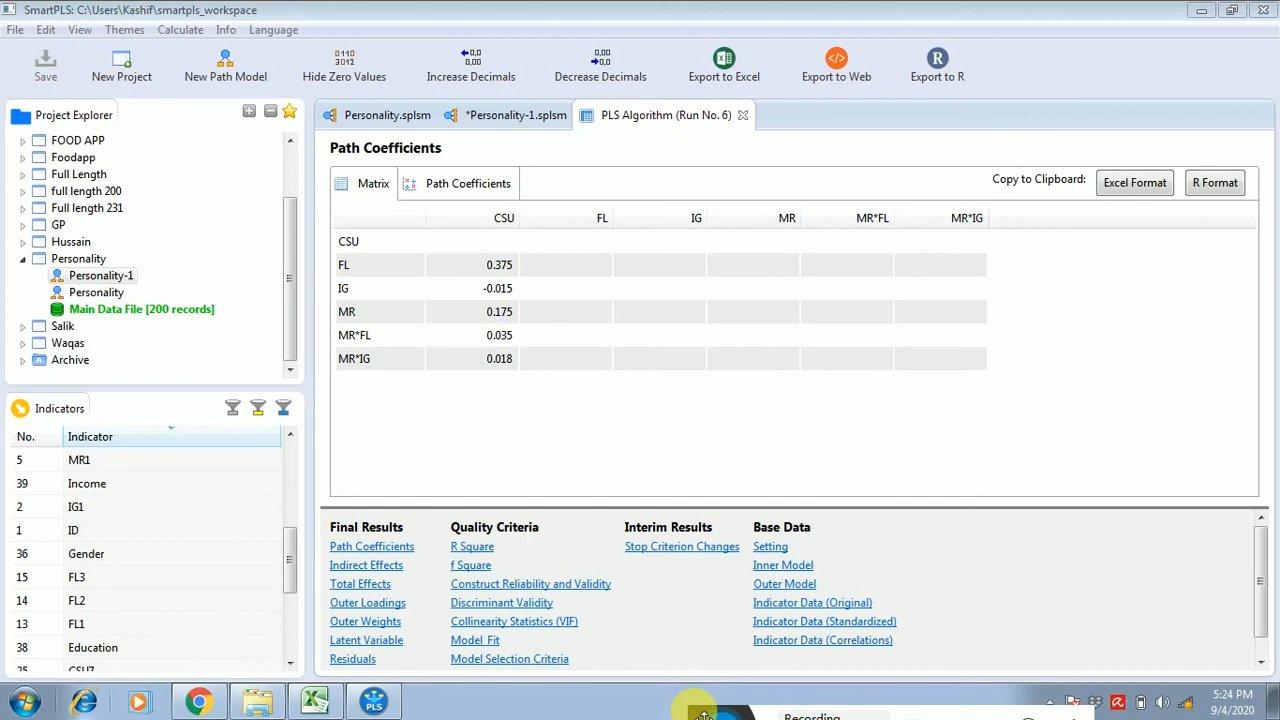 SmartPLS: C:\Users\Kashif\smartpls_workspace
File Edit View Themes Calculate Info Language
Save New Project New Path Model Hide Zero Values Increase Decimals Decrease Decimals Export to Excel Export to Web Export to R
Project Explorer
FOOD APP
Foodapp
Full Length
full length 200
Full length 231
GP
Hussain
Personality
Personality-1
Personality
Main Data File [200 records]
Salik
Waqas
Archive
Indicators
No. Indicator
5 MR1
39 Income
2 IG1
1 ID
36 Gender
15 FL3
14 FL2
13 FL1
38 Education
25 CSU7
Personality.splsm *Personality-1.splsm PLS Algorithm (Run No. 6)
Path Coefficients
Matrix Path Coefficients Copy to Clipboard: Excel Format R Format
CSU FL IG MR MR*FL MR*IG
CSU
FL 0.375
IG -0.015
MR 0.175
MR*FL 0.035
MR*IG 0.018
Final Results Quality Criteria Interim Results Base Data
Path Coefficients R Square Stop Criterion Changes Setting
Indirect Effects f Square Inner Model
Total Effects Construct Reliability and Validity Outer Model
Outer Loadings Discriminant Validity Indicator Data (Original)
Outer Weights Collinearity Statistics (VIF) Indicator Data (Standardized)
Latent Variable Model_Fit Indicator Data (Correlations)
Residuals Model Selection Criteria
PLS
Recording
5:24 PM
9/4/2020